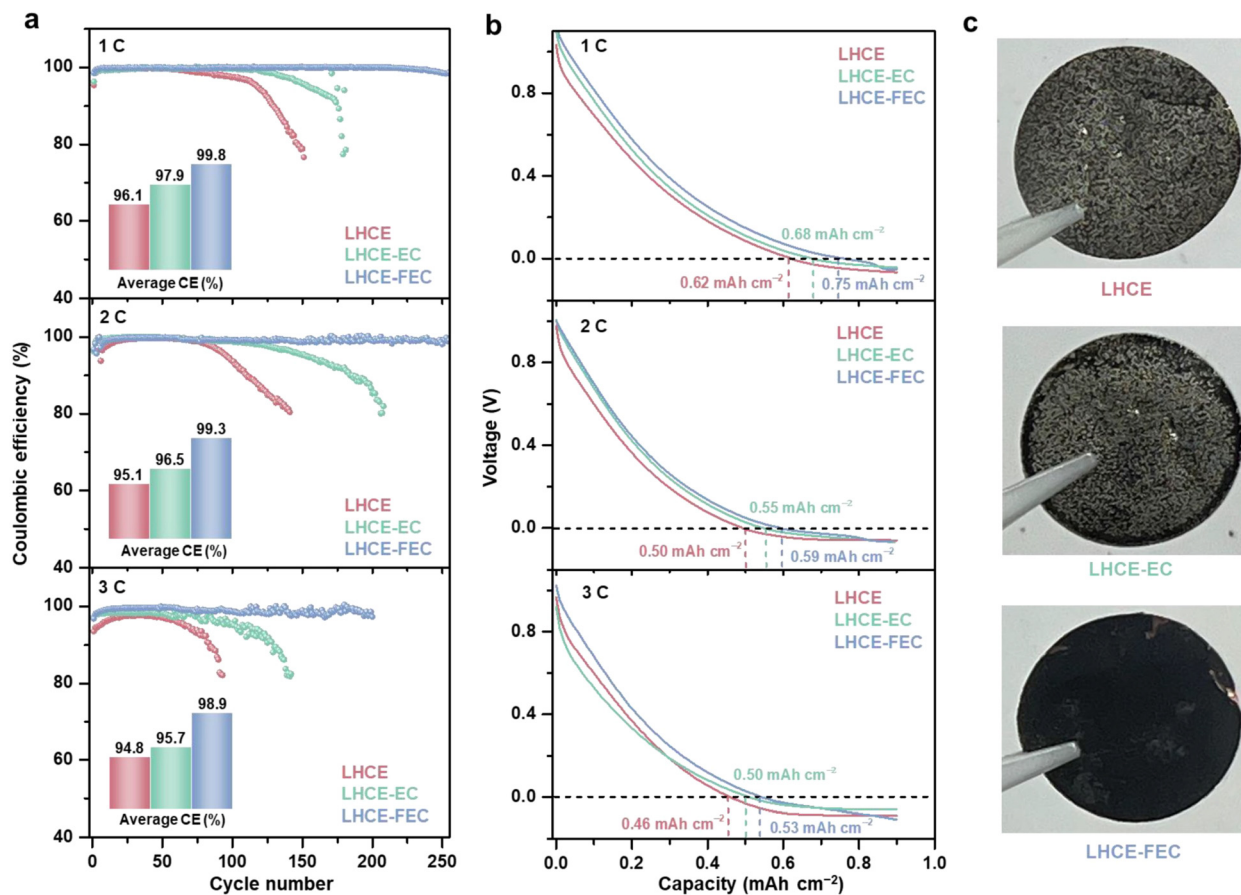 a
1 C
100
80
60
40
96.1
97.9
99.8
Average CE (%)
LHCE
LHCE-EC
LHCE-FEC
2 C
100
80
60
40
95.1
96.5
99.3
Average CE (%)
LHCE
LHCE-EC
LHCE-FEC
3 C
100
80
60
40
94.8
95.7
98.9
Average CE (%)
LHCE
LHCE-EC
LHCE-FEC
0 50 100 150 200 250
Cycle number
Coulombic efficiency (%)
b
1 C
LHCE
LHCE-EC
LHCE-FEC
0.8
0.4
0.0
0.68 mAh cm⁻²
0.62 mAh cm⁻²
0.75 mAh cm⁻²
2 C
LHCE
LHCE-EC
LHCE-FEC
0.8
0.4
0.0
0.55 mAh cm⁻²
0.50 mAh cm⁻²
0.59 mAh cm⁻²
3 C
LHCE
LHCE-EC
LHCE-FEC
0.8
0.4
0.0
0.50 mAh cm⁻²
0.46 mAh cm⁻²
0.53 mAh cm⁻²
0.0 0.2 0.4 0.6 0.8 1.0
Capacity (mAh cm⁻²)
Voltage (V)
c
LHCE
LHCE-EC
LHCE-FEC